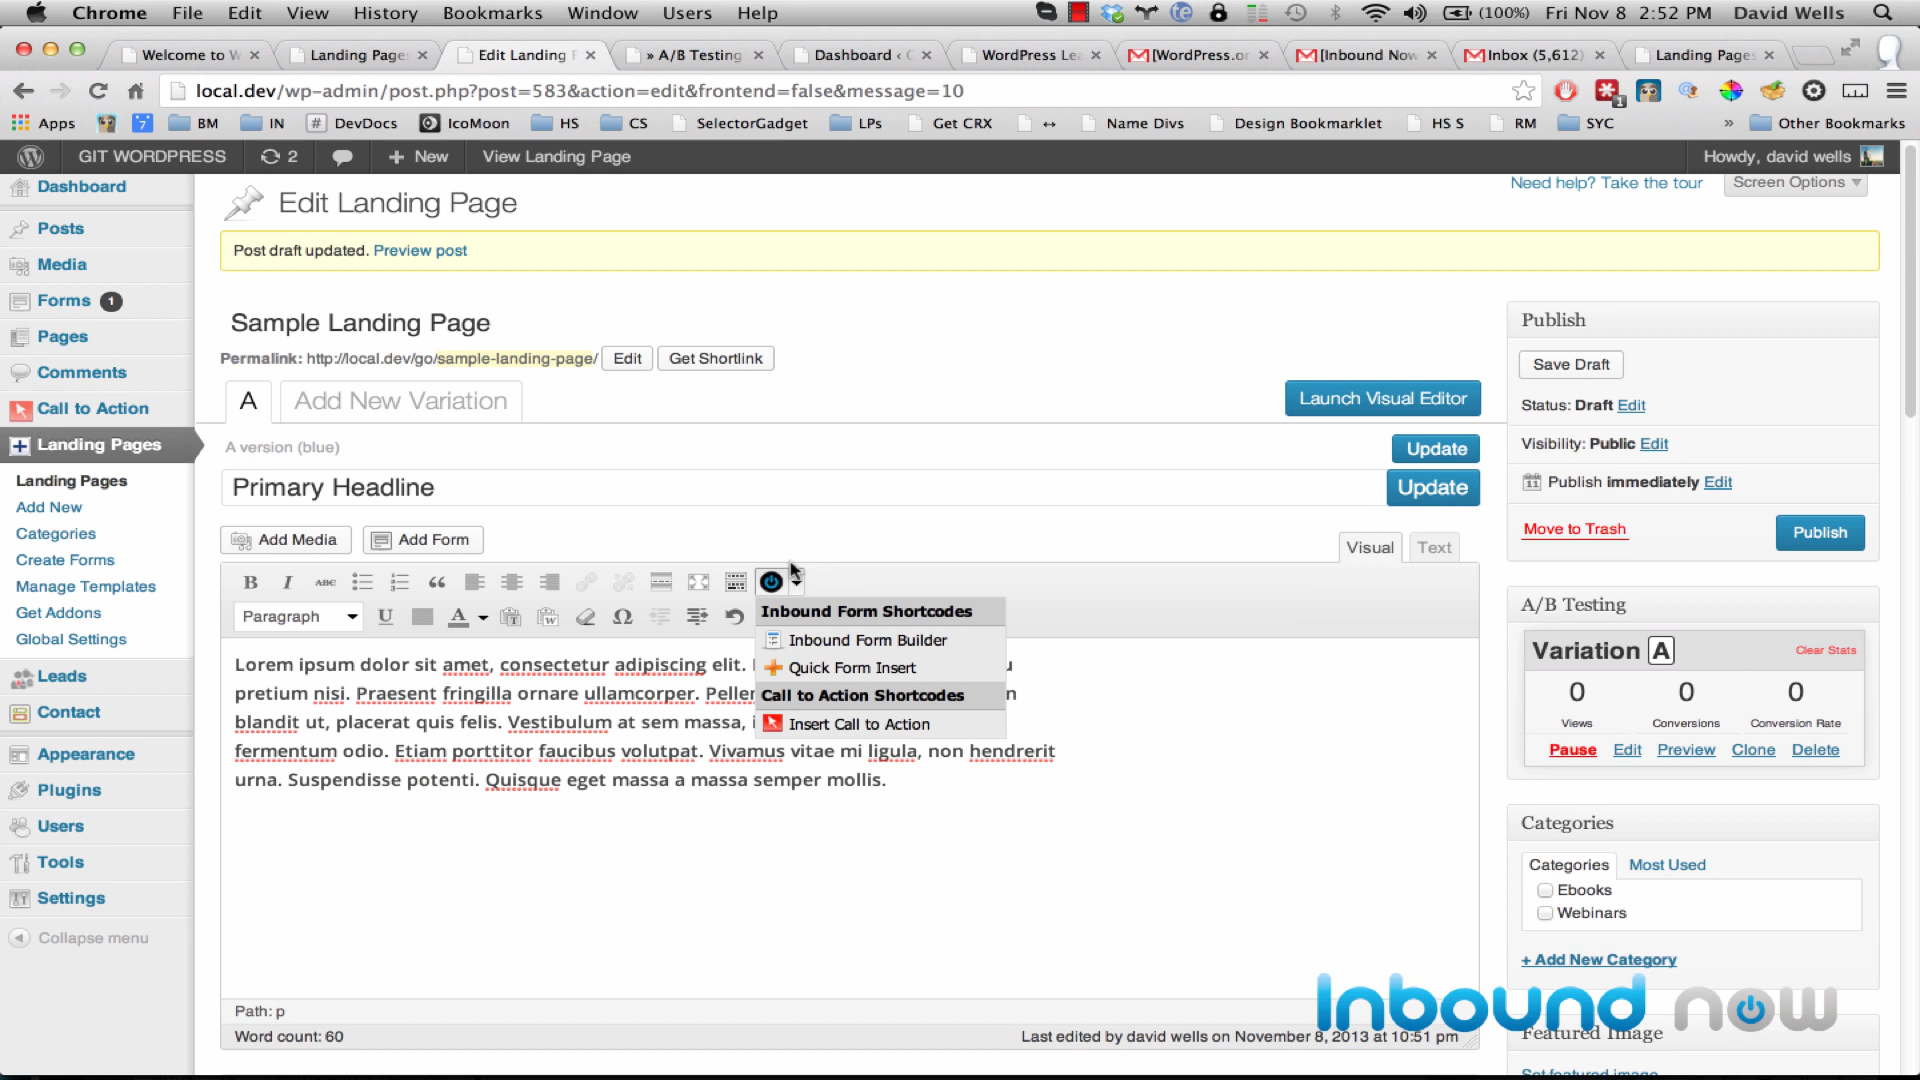 Chrome File Edit View History Bookmarks Window Users Help (100%) Fri Nov 8 2:52 PM David Wells
Welcome to W Landing Page Edit Landing P » A/B Testing Dashboard ‹ WordPress Lea [WordPress.or [Inbound Now Inbox (5,612) Landing Pages
local.dev/wp-admin/post.php?post=583&action=edit&frontend=false&message=10
Apps 7 BM IN # DevDocs IcoMoon HS CS SelectorGadget LPs Get CRX ↔ Name Divs Design Bookmarklet HS S RM SYC » Other Bookmarks
GIT WORDPRESS 2 + New View Landing Page Howdy, david wells
Need help? Take the tour Screen Options
Dashboard
Posts
Media
Forms 1
Pages
Comments
Call to Action
Landing Pages
Landing Pages
Add New
Categories
Create Forms
Manage Templates
Get Addons
Global Settings
Leads
Contact
Appearance
Plugins
Users
Tools
Settings
Collapse menu
Edit Landing Page
Post draft updated. Preview post
Sample Landing Page
Permalink: http://local.dev/go/sample-landing-page/ Edit Get Shortlink
A Add New Variation Launch Visual Editor
A version (blue) Update
Primary Headline Update
Add Media Add Form Visual Text
B I ABC
Paragraph U A Ω
Inbound Form Shortcodes
Inbound Form Builder
Quick Form Insert
Call to Action Shortcodes
Insert Call to Action
Lorem ipsum dolor sit amet, consectetur adipiscing elit.
pretium nisi. Praesent fringilla ornare ullamcorper.
blandit ut, placerat quis felis. Vestibulum at sem massa,
fermentum odio. Etiam porttitor faucibus volutpat. Vivamus vitae mi ligula, non hendrerit
urna. Suspendisse potenti. Quisque eget massa a massa semper mollis.
Path: p
Word count: 60 Last edited by david wells on November 8, 2013 at 10:51 pm
Publish
Save Draft
Status: Draft Edit
Visibility: Public Edit
11 Publish immediately Edit
Move to Trash Publish
A/B Testing
Variation A Clear Stats
0 0 0
Views Conversions Conversion Rate
Pause Edit Preview Clone Delete
Categories
Categories Most Used
Ebooks
Webinars
+ Add New Category
Inbound now
Featured Image
Set featured image